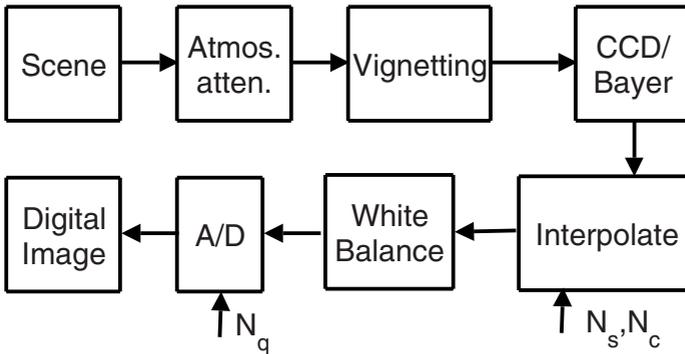 Scene
Atmos.
atten.
Vignetting
CCD/
Bayer
Digital
Image
A/D
White
Balance
Interpolate
N_q
N_s,N_c